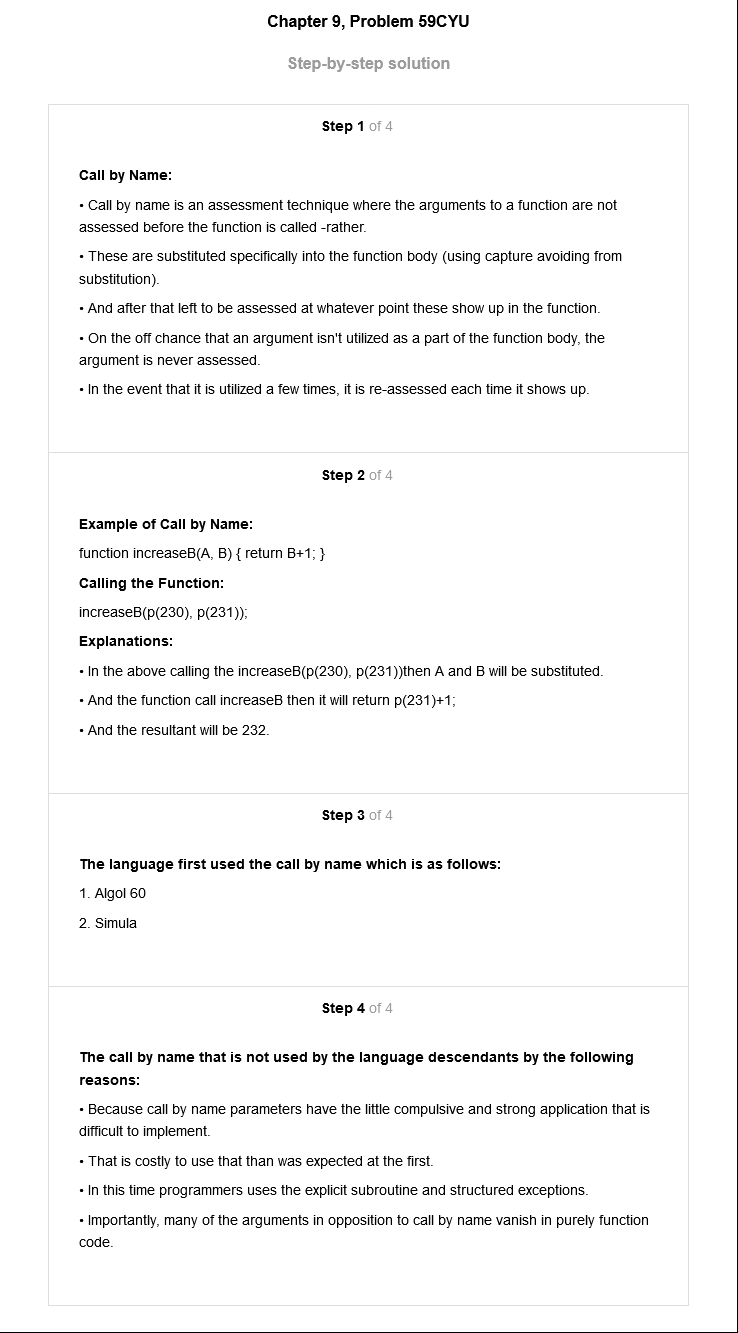 Chapter 9, Problem 59CYU
Step-by-step solution
Step 1 of 4
Call by Name:
• Call by name is an assessment technique where the arguments to a function are not
assessed before the function is called -rather.
• These are substituted specifically into the function body (using capture avoiding from
substitution).
• And after that left to be assessed at whatever point these show up in the function.
• On the off chance that an argument isn't utilized as a part of the function body, the
argument is never assessed.
• In the event that it is utilized a few times, it is re-assessed each time it shows up.
Step 2 of 4
Example of Call by Name:
function increaseB(A, B) { return B+1; }
Calling the Function:
increaseB(p(230), p(231));
Explanations:
• In the above calling the increaseB(p(230), p(231))then A and B will be substituted.
• And the function call increaseB then it will return p(231)+1;
• And the resultant will be 232.
Step 3 of 4
The language first used the call by name which is as follows:
1. Algol 60
2. Simula
Step 4 of 4
The call by name that is not used by the language descendants by the following
reasons:
• Because call by name parameters have the little compulsive and strong application that is
difficult to implement.
• That is costly to use that than was expected at the first.
• In this time programmers uses the explicit subroutine and structured exceptions.
• Importantly, many of the arguments in opposition to call by name vanish in purely function
code.